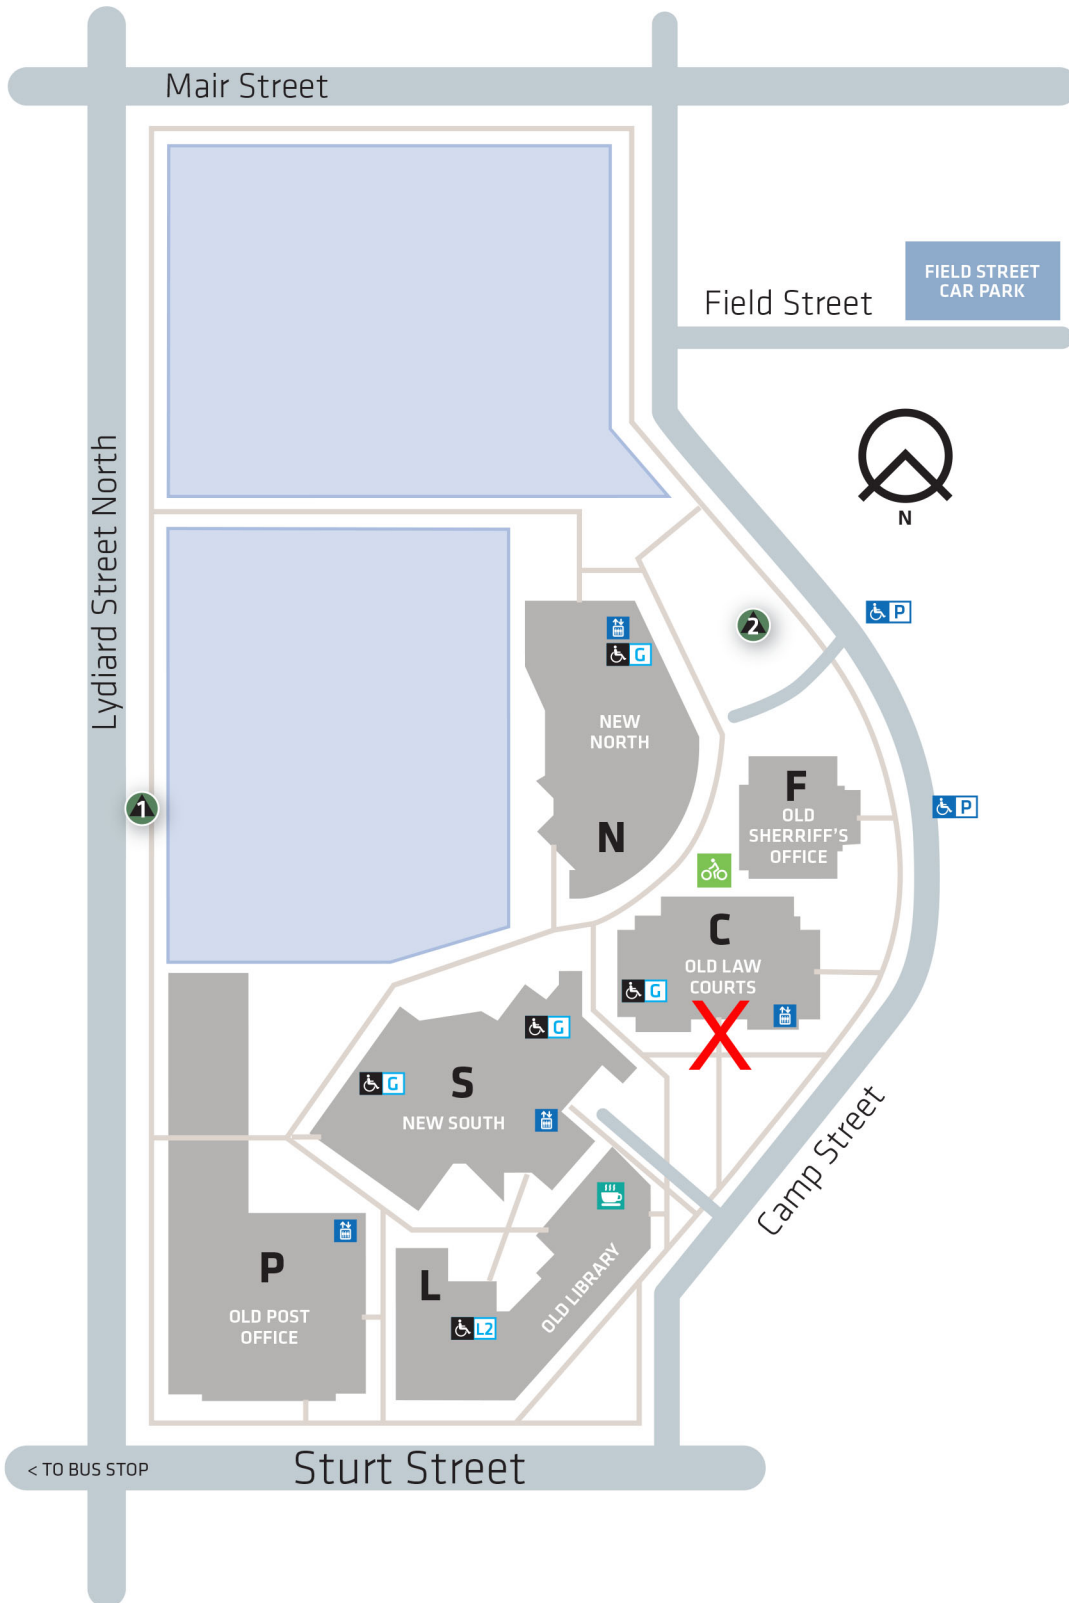 Mair Street
FIELD STREET
CAR PARK
Field Street
Lydiard Street North
N
2
P
G
NEW
NORTH
1
P
F
OLD
SHERRIFF'S
OFFICE
N
C
OLD LAW
COURTS
G
X
G
S
G
NEW SOUTH
Camp Street
P
OLD POST
OFFICE
L
OLD LIBRARY
L2
Sturt Street
< TO BUS STOP